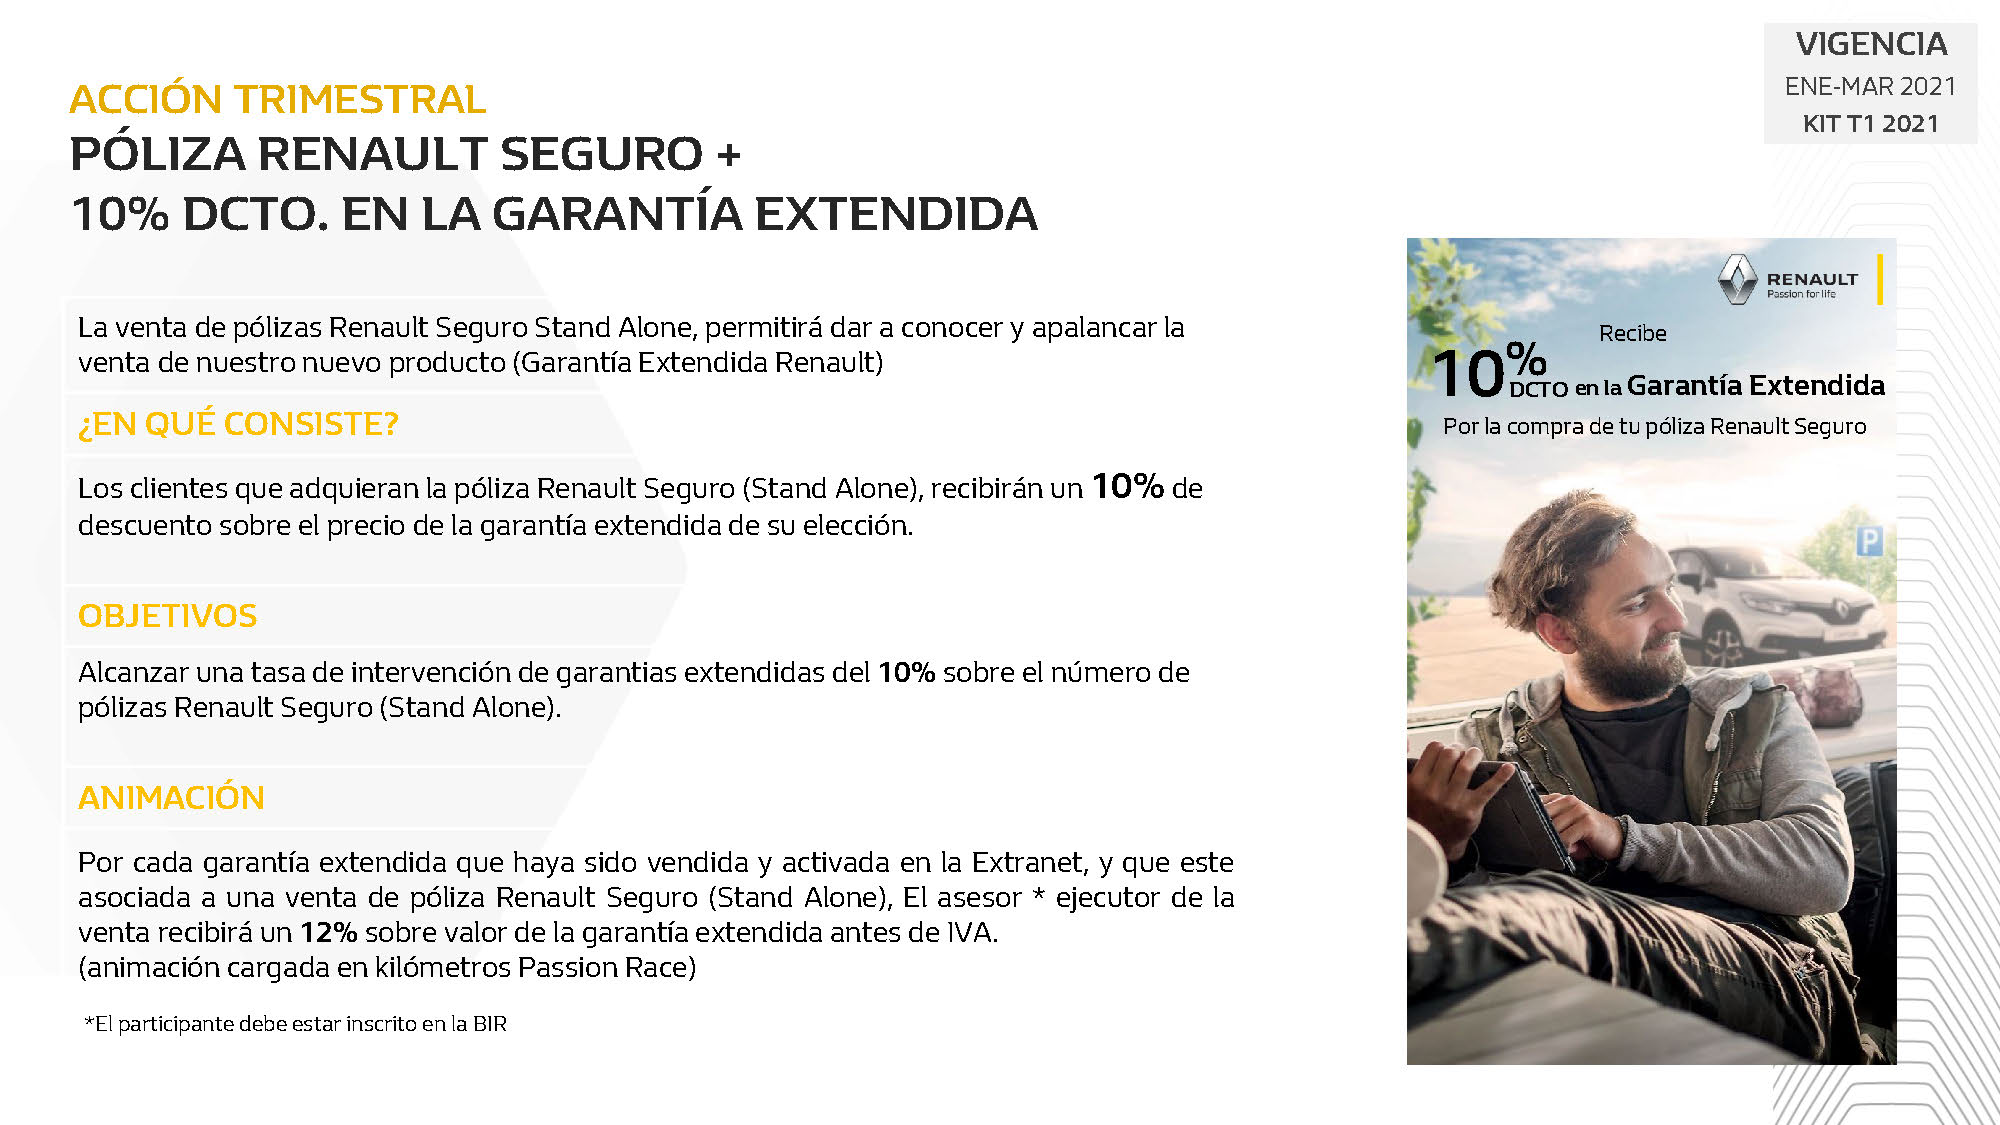 VIGENCIA
ENE-MAR 2021
KIT T1 2021
ACCIÓN TRIMESTRAL
PÓLIZA RENAULT SEGURO +
10% DCTO. EN LA GARANTÍA EXTENDIDA
La venta de pólizas Renault Seguro Stand Alone, permitirá dar a conocer y apalancar la
venta de nuestro nuevo producto (Garantía Extendida Renault)
¿EN QUÉ CONSISTE?
Los clientes que adquieran la póliza Renault Seguro (Stand Alone), recibirán un 10% de
descuento sobre el precio de la garantía extendida de su elección.
OBJETIVOS
Alcanzar una tasa de intervención de garantias extendidas del 10% sobre el número de
pólizas Renault Seguro (Stand Alone).
ANIMACIÓN
Por cada garantía extendida que haya sido vendida y activada en la Extranet, y que este
asociada a una venta de póliza Renault Seguro (Stand Alone), El asesor * ejecutor de la
venta recibirá un 12% sobre valor de la garantía extendida antes de IVA.
(animación cargada en kilómetros Passion Race)
*El participante debe estar inscrito en la BIR
RENAULT
Passion for life
Recibe
10% DCTO en la Garantía Extendida
Por la compra de tu póliza Renault Seguro
P